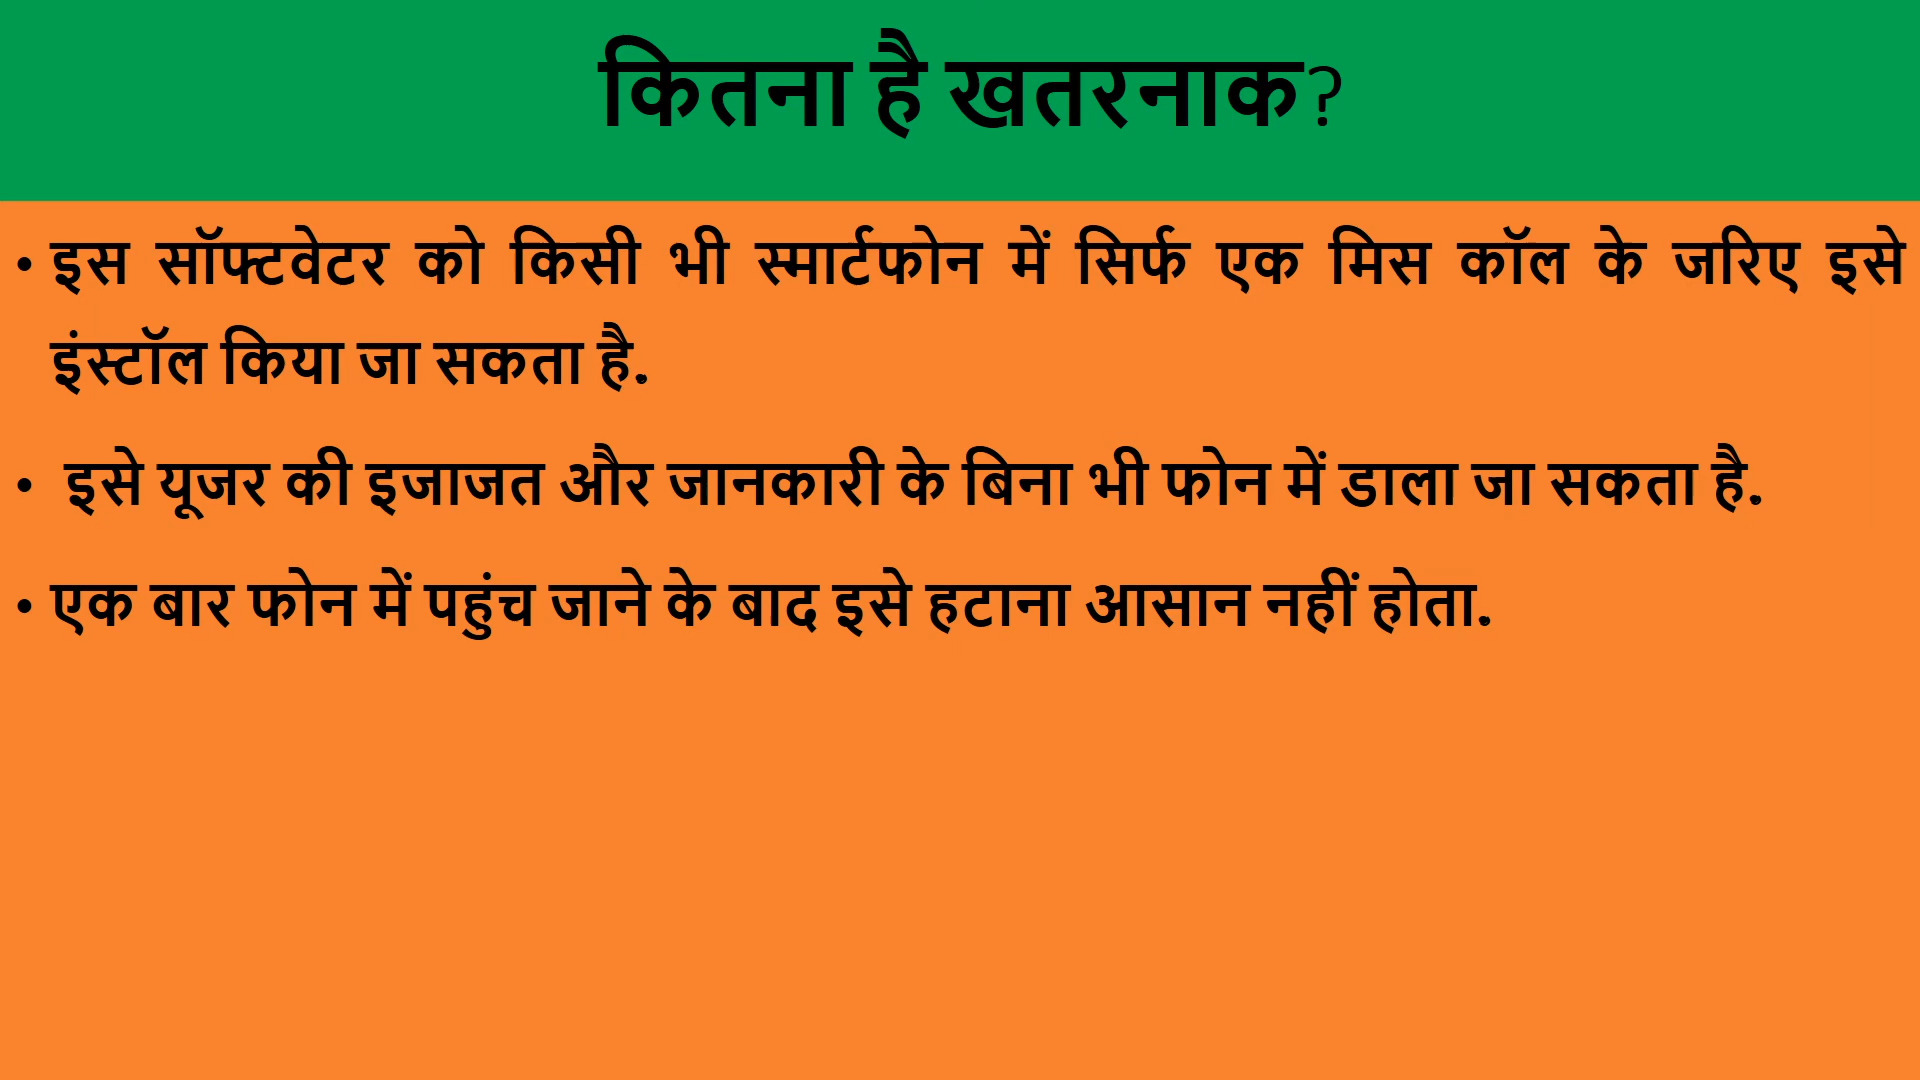 कितना है खतरनाक?
• इस सॉफ्टवेटर को किसी भी स्मार्टफोन में सिर्फ एक मिस कॉल के जरिए इसे
इंस्टॉल किया जा सकता है.
• इसे यूजर की इजाजत और जानकारी के बिना भी फोन में डाला जा सकता है.
• एक बार फोन में पहुंच जाने के बाद इसे हटाना आसान नहीं होता.